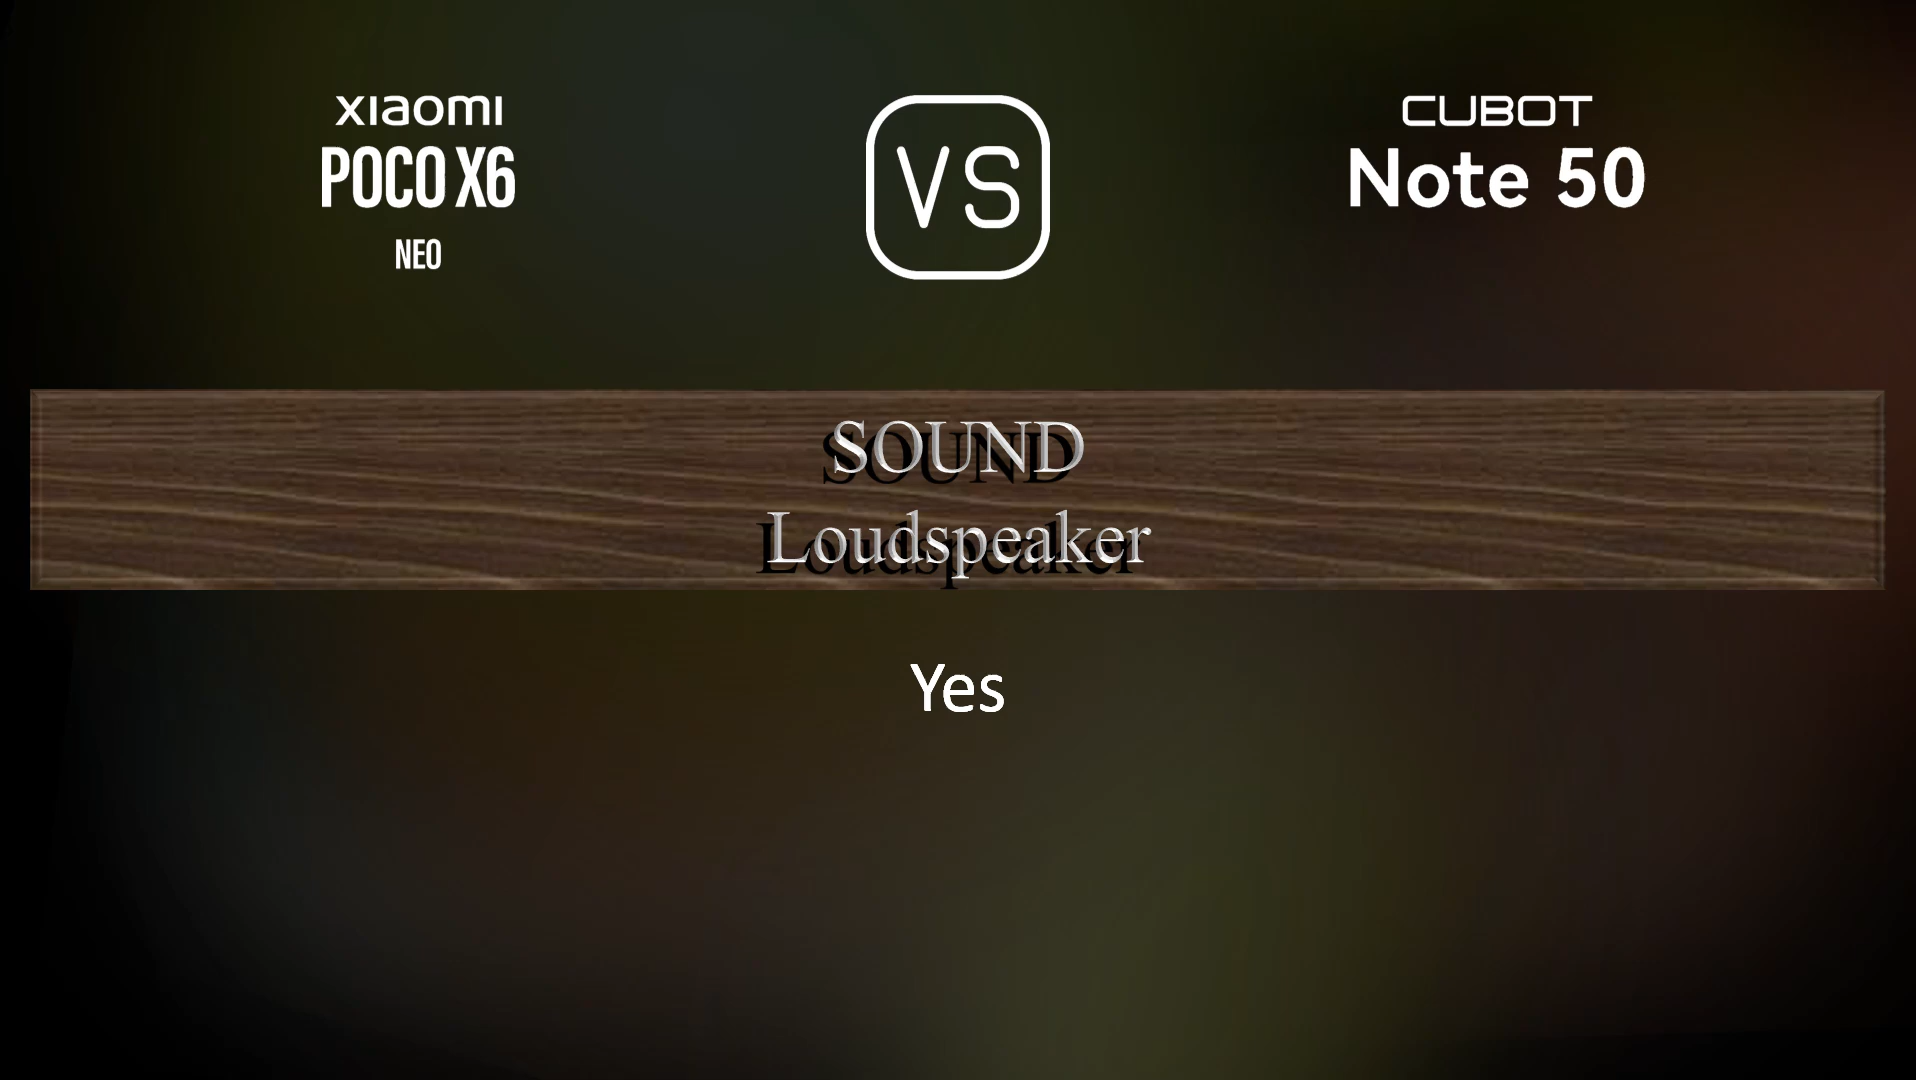 xiaomi
POCO X6
NEO
VS
CUBOT
Note 50
SOUND
Loudspeaker
Yes